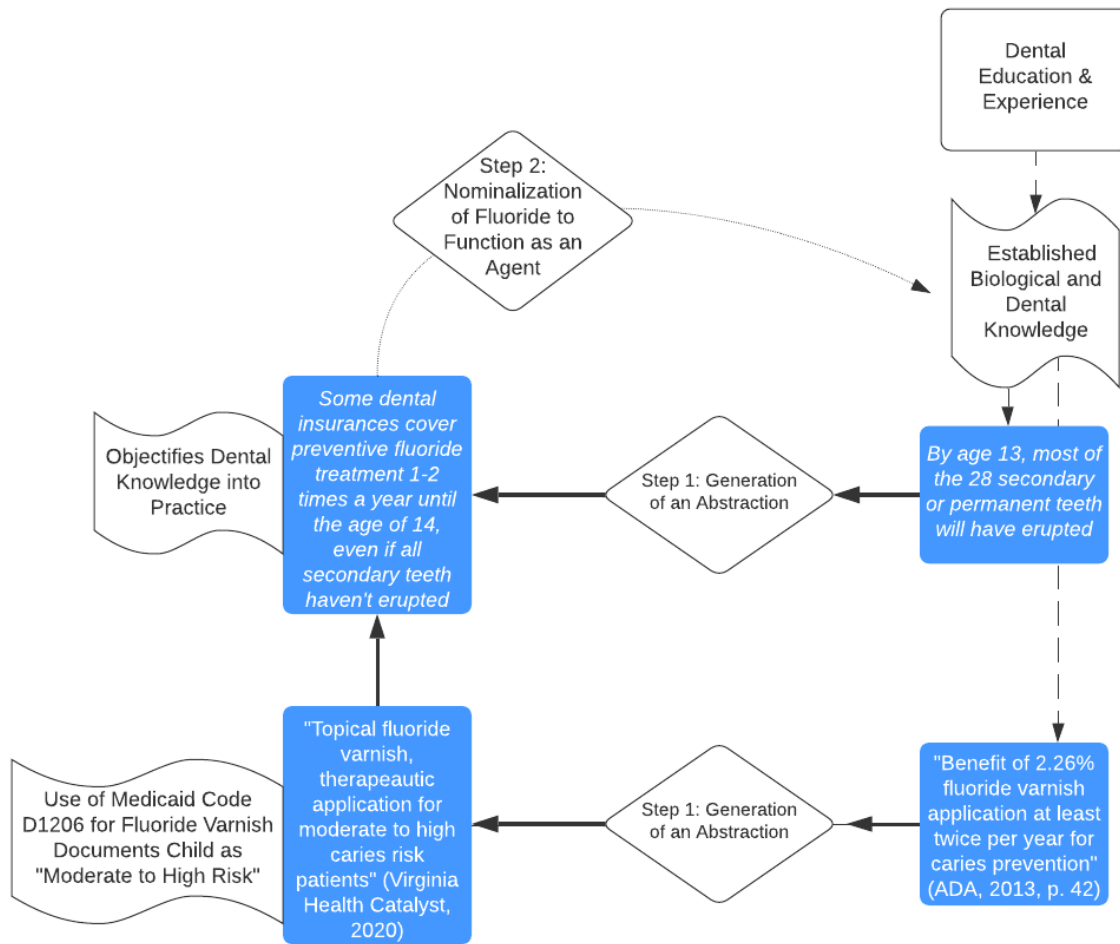 Dental
Education &
Experience
Step 2:
Nominalization
of Fluoride to
Function as an
Agent
Established
Biological and
Dental
Knowledge
Objectifies Dental
Knowledge into
Practice
Some dental
insurances cover
preventive fluoride
treatment 1-2
times a year until
the age of 14,
even if all
secondary teeth
haven't erupted
Step 1: Generation
of an Abstraction
By age 13, most of
the 28 secondary
or permanent teeth
will have erupted
Use of Medicaid Code
D1206 for Fluoride Varnish
Documents Child as
"Moderate to High Risk"
"Topical fluoride
varnish,
therapeautic
application for
moderate to high
caries risk
patients" (Virginia
Health Catalyst,
2020)
Step 1: Generation
of an Abstraction
"Benefit of 2.26%
fluoride varnish
application at least
twice per year for
caries prevention"
(ADA, 2013, p. 42)